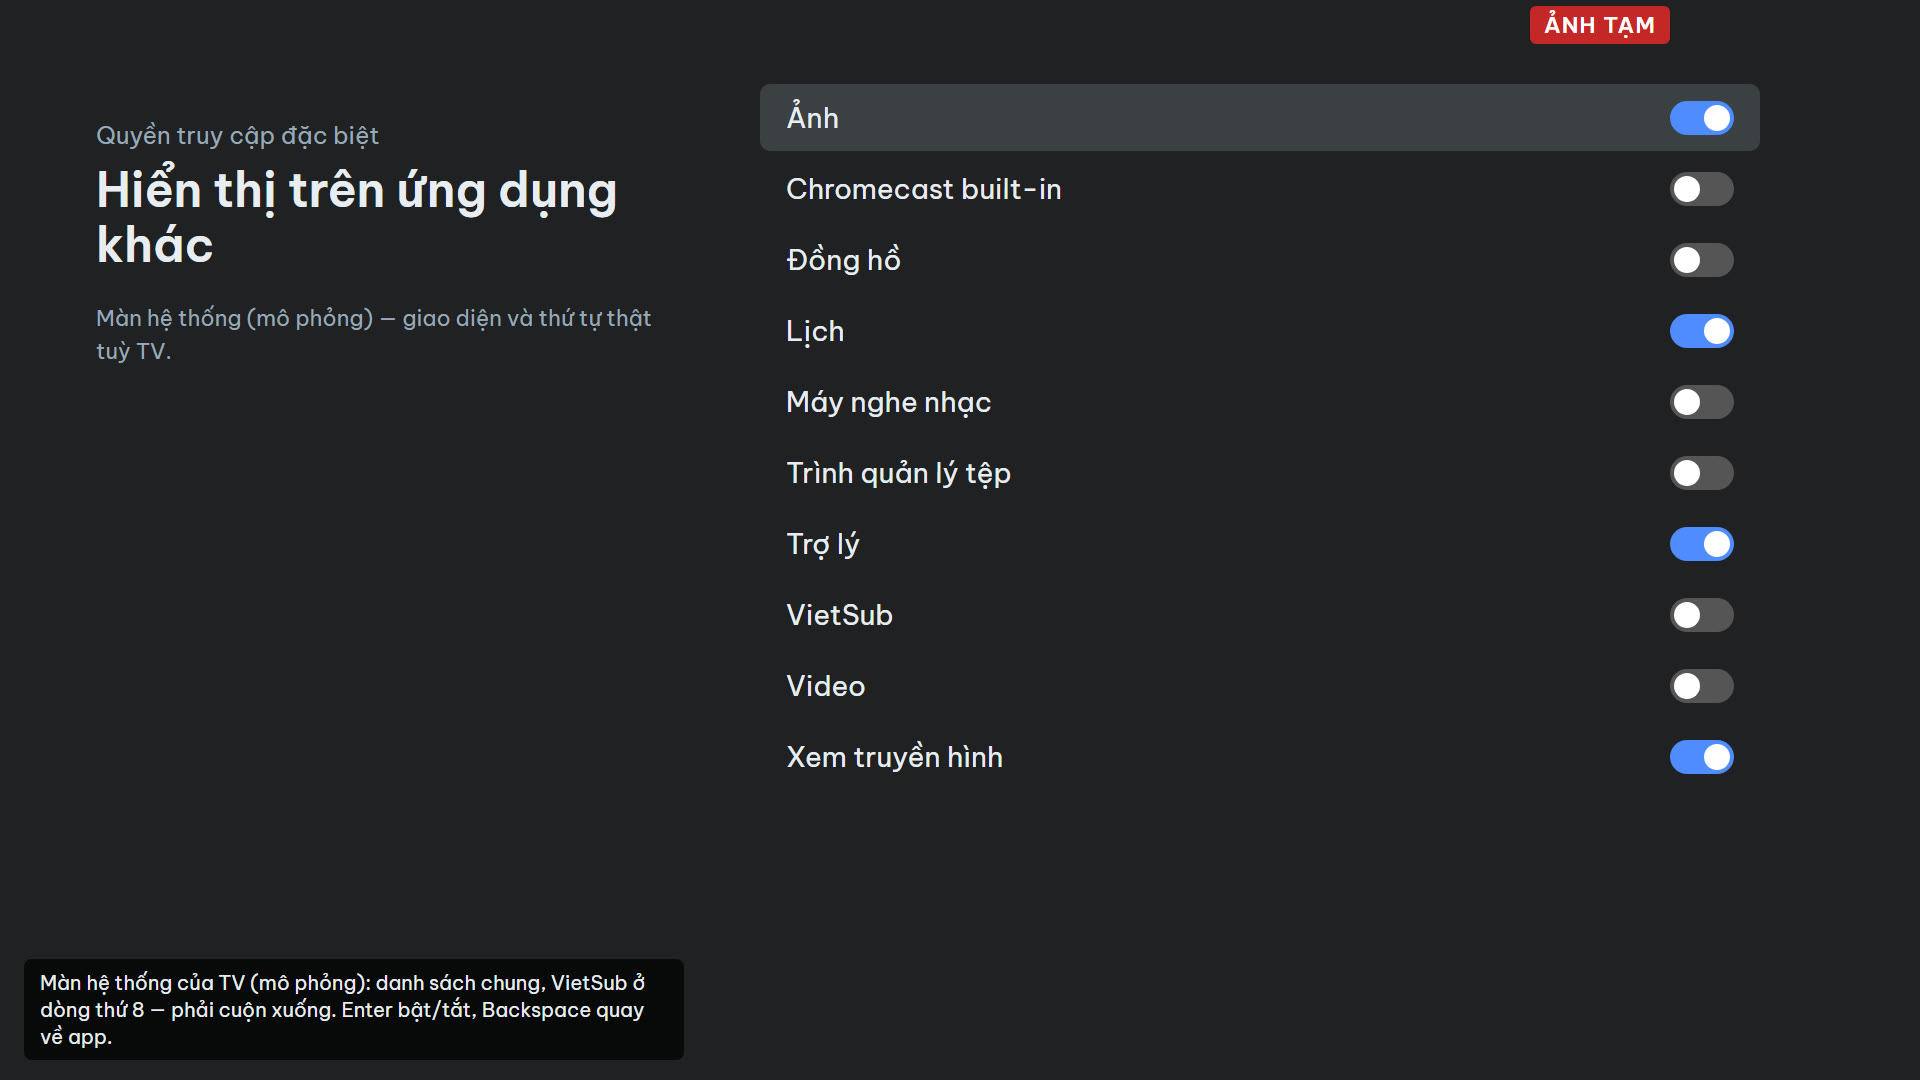 ẢNH TẠM
Quyền truy cập đặc biệt
Hiển thị trên ứng dụng
khác
Màn hệ thống (mô phỏng) — giao diện và thứ tự thật
tuỳ TV.
Ảnh
Chromecast built-in
Đồng hồ
Lịch
Máy nghe nhạc
Trình quản lý tệp
Trợ lý
VietSub
Video
Xem truyền hình
Màn hệ thống của TV (mô phỏng): danh sách chung, VietSub ở
dòng thứ 8 — phải cuộn xuống. Enter bật/tắt, Backspace quay
về app.